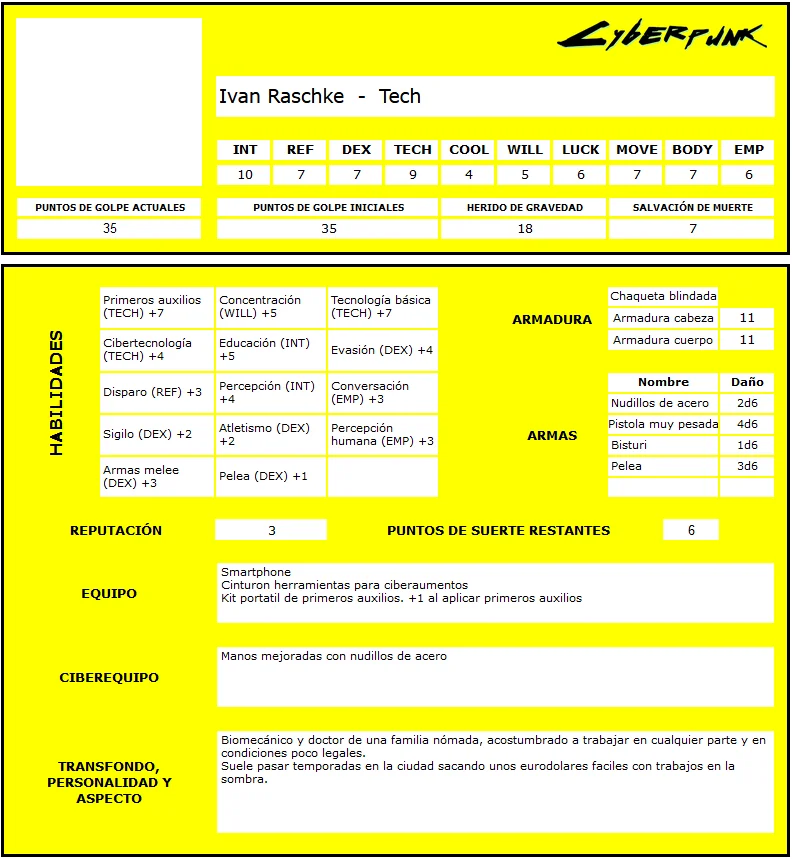 Cyberpunk
Ivan Raschke - Tech
INT REF DEX TECH COOL WILL LUCK MOVE BODY EMP
10 7 7 9 4 5 6 7 7 6
PUNTOS DE GOLPE ACTUALES PUNTOS DE GOLPE INICIALES HERIDO DE GRAVEDAD SALVACIÓN DE MUERTE
35 35 18 7
HABILIDADES
Primeros auxilios
(TECH) +7
Concentración
(WILL) +5
Tecnología básica
(TECH) +7
Cibertecnología
(TECH) +4
Educación (INT)
+5
Evasión (DEX) +4
Disparo (REF) +3
Percepción (INT)
+4
Conversación
(EMP) +3
Sigilo (DEX) +2
Atletismo (DEX)
+2
Percepción
humana (EMP) +3
Armas melee
(DEX) +3
Pelea (DEX) +1
ARMADURA
Chaqueta blindada
Armadura cabeza 11
Armadura cuerpo 11
ARMAS
Nombre Daño
Nudillos de acero 2d6
Pistola muy pesada 4d6
Bisturi 1d6
Pelea 3d6
REPUTACIÓN 3 PUNTOS DE SUERTE RESTANTES 6
EQUIPO
Smartphone
Cinturon herramientas para ciberaumentos
Kit portatil de primeros auxilios. +1 al aplicar primeros auxilios
CIBEREQUIPO
Manos mejoradas con nudillos de acero
TRANSFONDO,
PERSONALIDAD Y
ASPECTO
Biomecánico y doctor de una familia nómada, acostumbrado a trabajar en cualquier parte y en
condiciones poco legales.
Suele pasar temporadas en la ciudad sacando unos eurodolares faciles con trabajos en la
sombra.